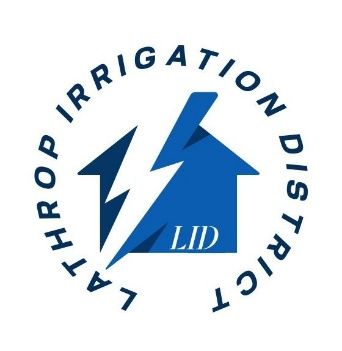 LATHROP IRRIGATION DISTRICT
LID